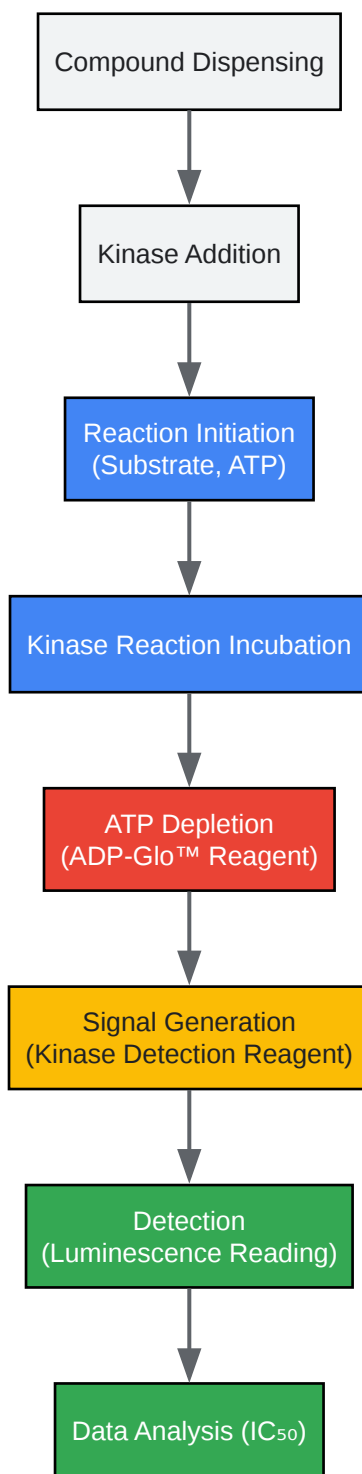 Compound Dispensing
Kinase Addition
Reaction Initiation
(Substrate, ATP)
Kinase Reaction Incubation
ATP Depletion
(ADP-Glo™ Reagent)
Signal Generation
(Kinase Detection Reagent)
Detection
(Luminescence Reading)
Data Analysis (IC₅₀)